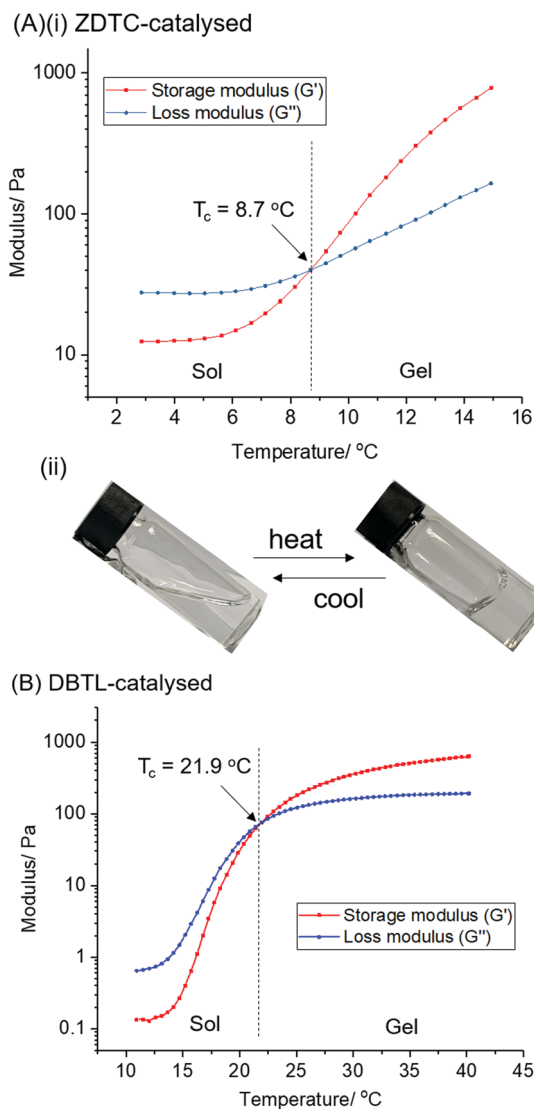 (A)(i) ZDTC-catalysed
1000
100
10
Modulus/ Pa
Storage modulus (G')
Loss modulus (G'')
T_c = 8.7 °C
Sol
Gel
2 4 6 8 10 12 14 16
Temperature/ °C
(ii)
heat
cool
(B) DBTL-catalysed
1000
100
10
1
0.1
Modulus/ Pa
T_c = 21.9 °C
Storage modulus (G')
Loss modulus (G'')
Sol
Gel
10 15 20 25 30 35 40 45
Temperature/ °C